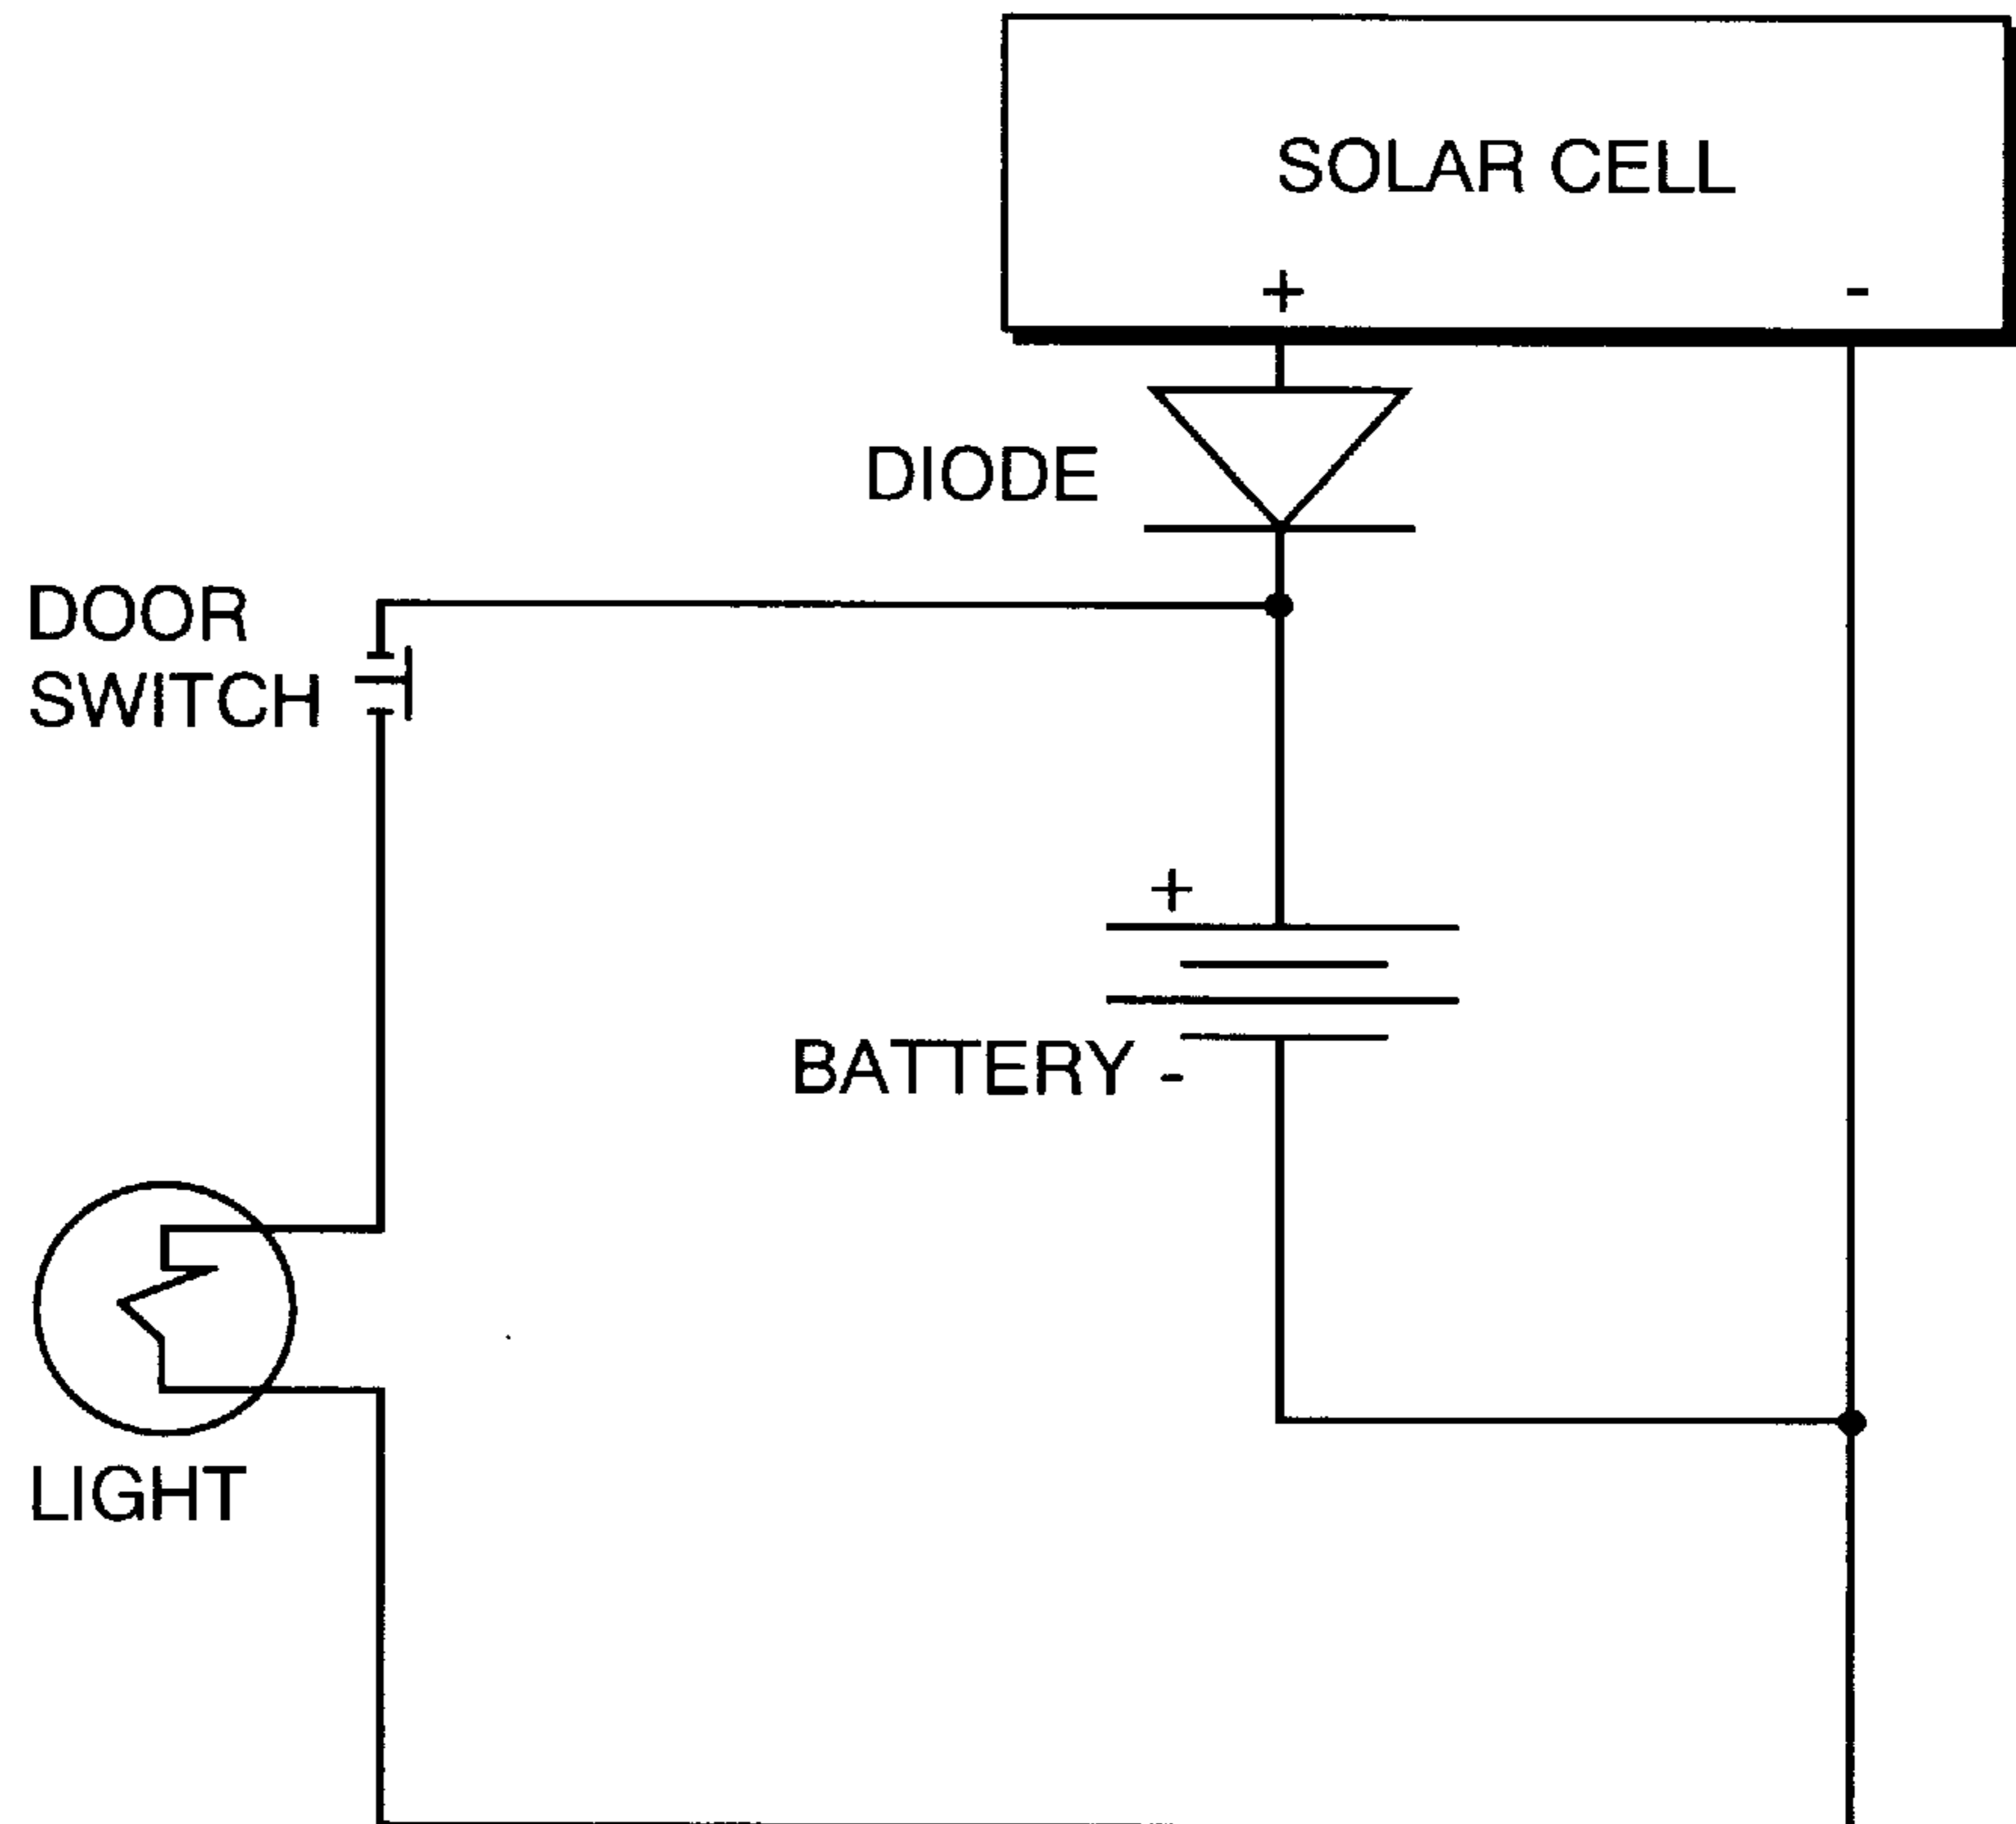 SOLAR CELL
+ -
DIODE
DOOR
SWITCH
+
BATTERY -
LIGHT